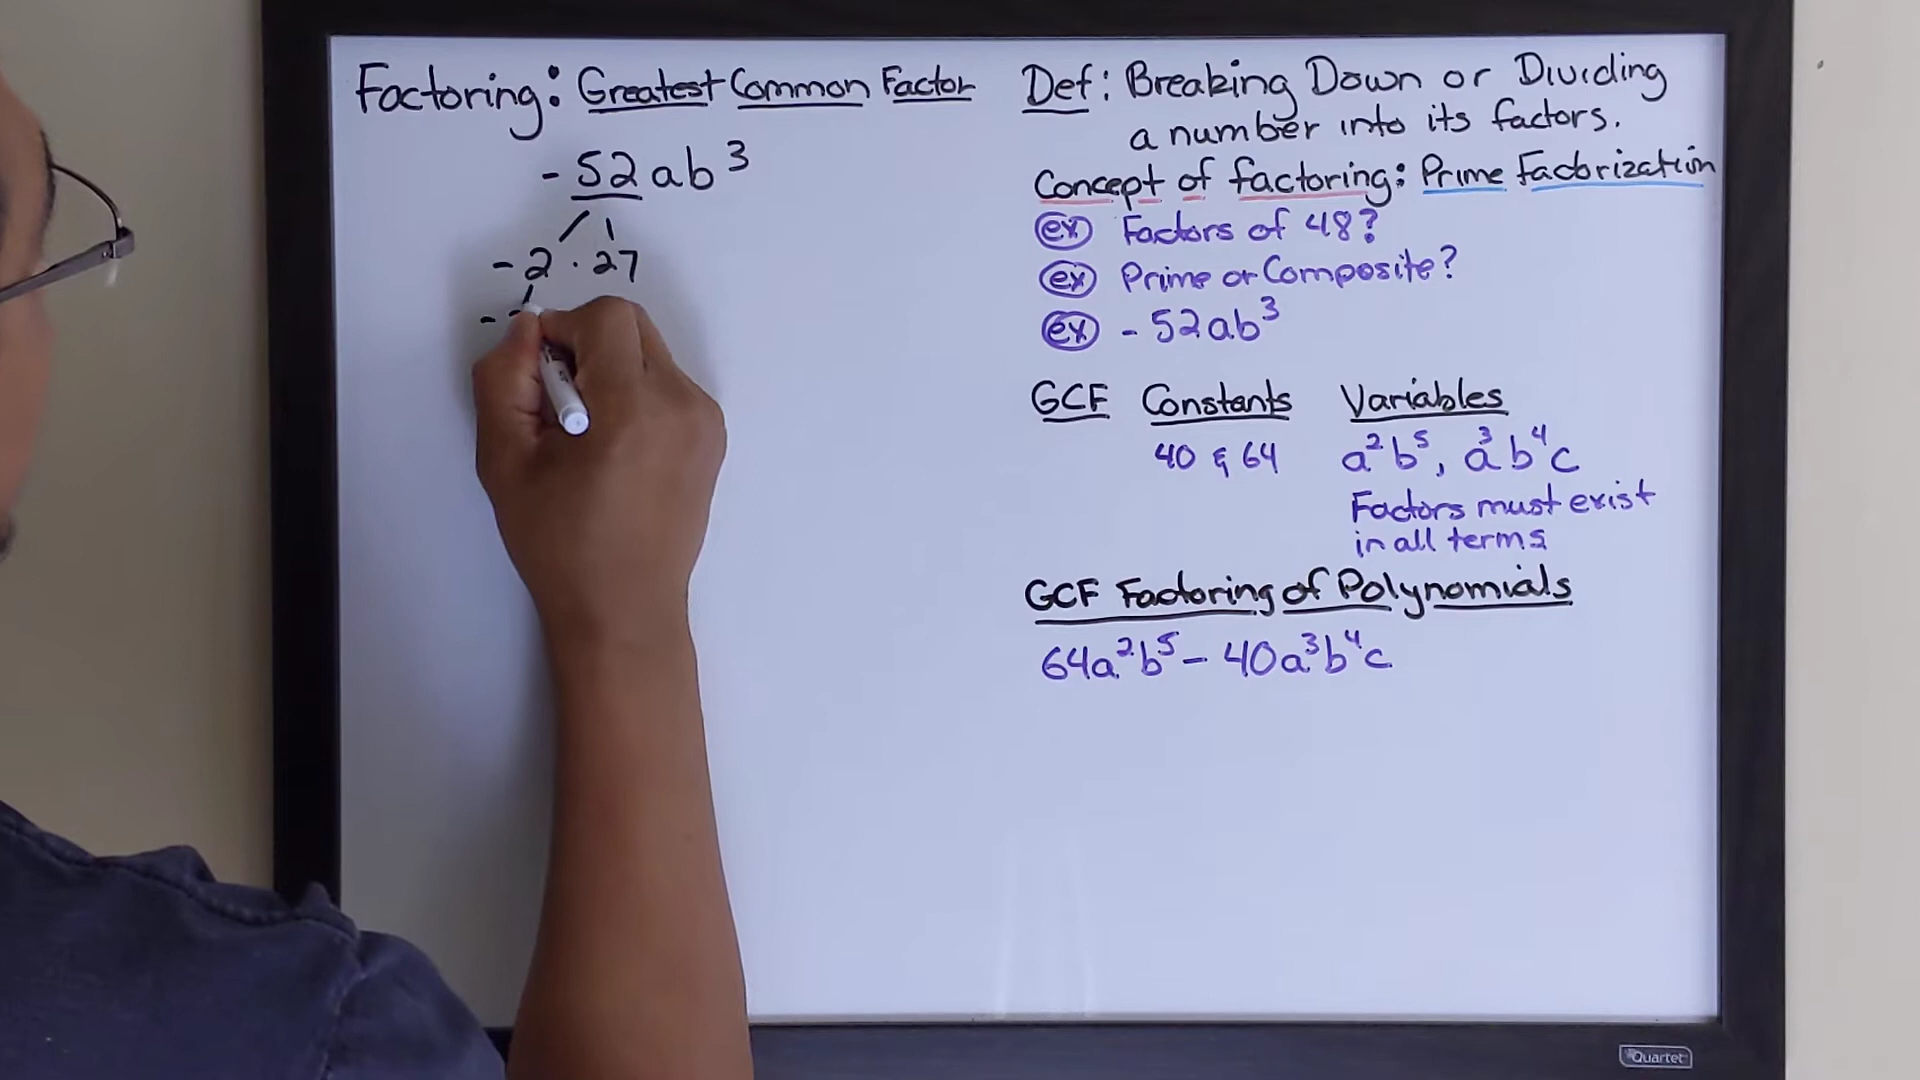 Factoring: Greatest Common Factor
- 52ab³
- 2 · 27
-
Def: Breaking Down or Dividing
a number into its factors.
Concept of factoring: Prime Factorization
ex Factors of 48?
ex Prime or Composite?
ex - 52ab³
GCF Constants Variables
40 & 64 a²b⁵, a³b⁴c
Factors must exist
in all terms
GCF Factoring of Polynomials
64a²b⁵ - 40a³b⁴c
Quartet